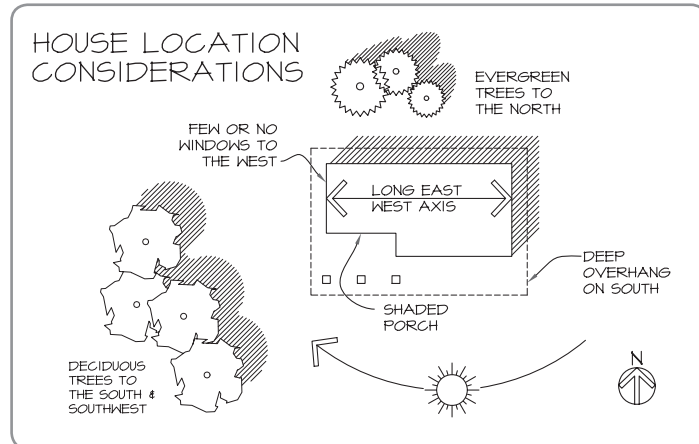 HOUSE LOCATION
CONSIDERATIONS
EVERGREEN
TREES TO
THE NORTH
FEW OR NO
WINDOWS TO
THE WEST
LONG EAST
WEST AXIS
DEEP
OVERHANG
ON SOUTH
SHADED
PORCH
DECIDUOUS
TREES TO
THE SOUTH &
SOUTHWEST
N